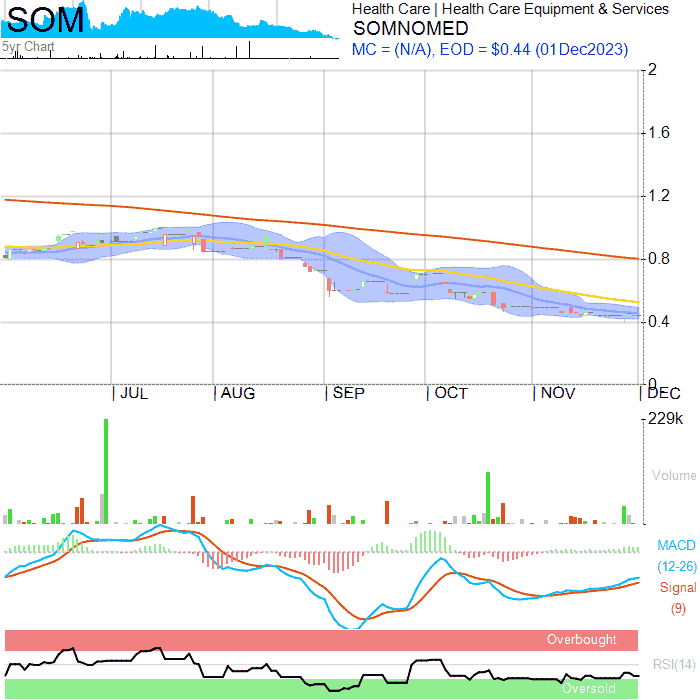 SOM
5yr Chart
Health Care | Health Care Equipment & Services
SOMNOMED
MC = (N/A), EOD = $0.44 (01Dec2023)
2
1.6
1.2
0.8
0.4
0
JUL AUG SEP OCT NOV DEC
229k
Volume
MACD
(12-26)
Signal
(9)
Overbought
RSI(14)
Oversold